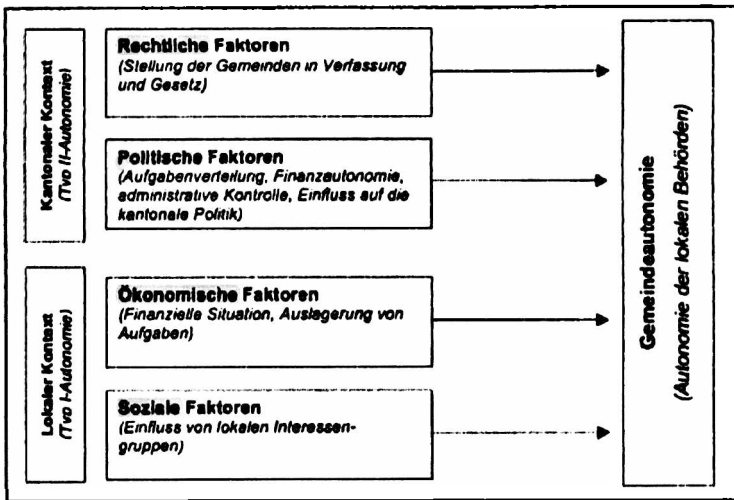 Kantonaler Kontext
(Typ II-Autonomie)
Rechtliche Faktoren
(Stellung der Gemeinden in Verfassung
und Gesetz)
Politische Faktoren
(Aufgabenverteilung, Finanzautonomie,
administrative Kontrolle, Einfluss auf die
kantonale Politik)
Lokaler Kontext
(Typ I-Autonomie)
Ökonomische Faktoren
(Finanzielle Situation, Auslagerung von
Aufgaben)
Soziale Faktoren
(Einfluss von lokalen Interessen-
gruppen)
Gemeindeautonomie
(Autonomie der lokalen Behörden)